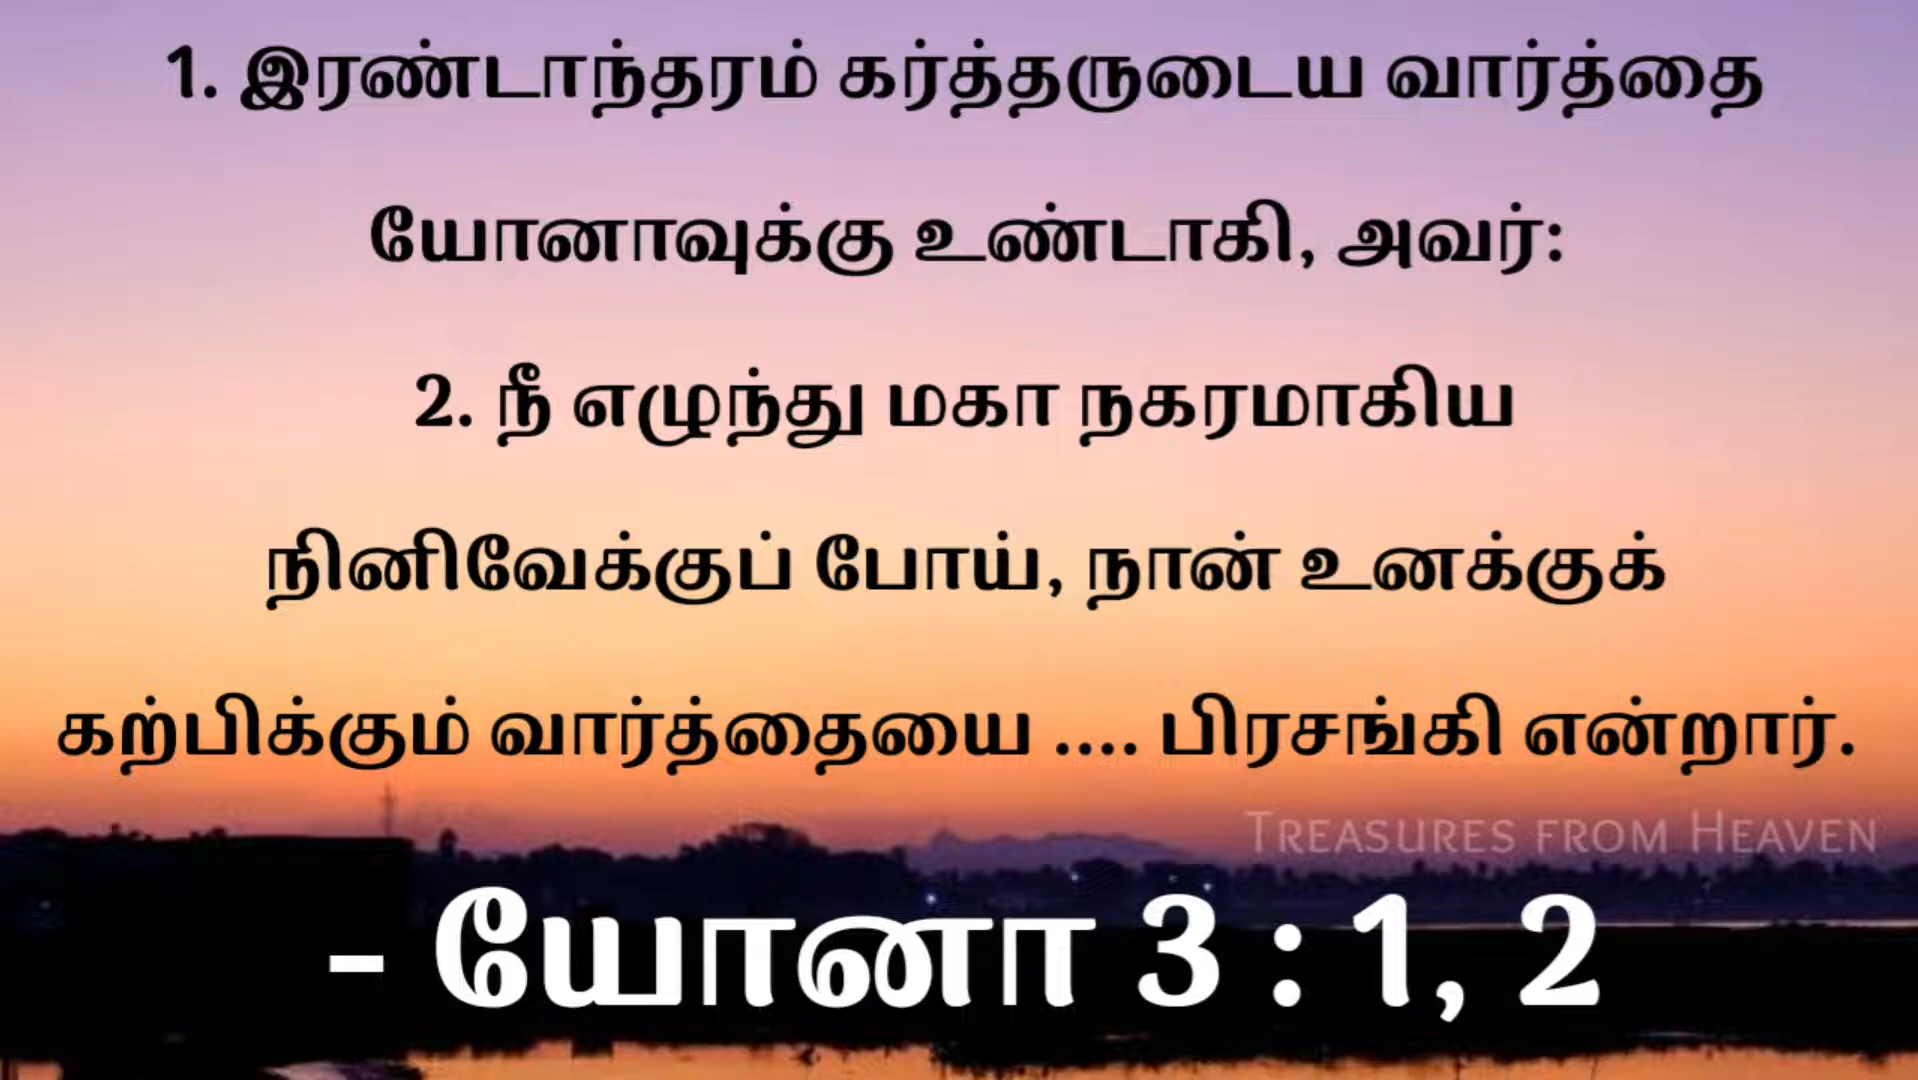 1. இரண்டாந்தரம் கர்த்தருடைய வார்த்தை
யோனாவுக்கு உண்டாகி, அவர்:
2. நீ எழுந்து மகா நகரமாகிய
நினிவேக்குப் போய், நான் உனக்குக்
கற்பிக்கும் வார்த்தையை .... பிரசங்கி என்றார்.
TREASURES FROM HEAVEN
- யோனா 3 : 1, 2